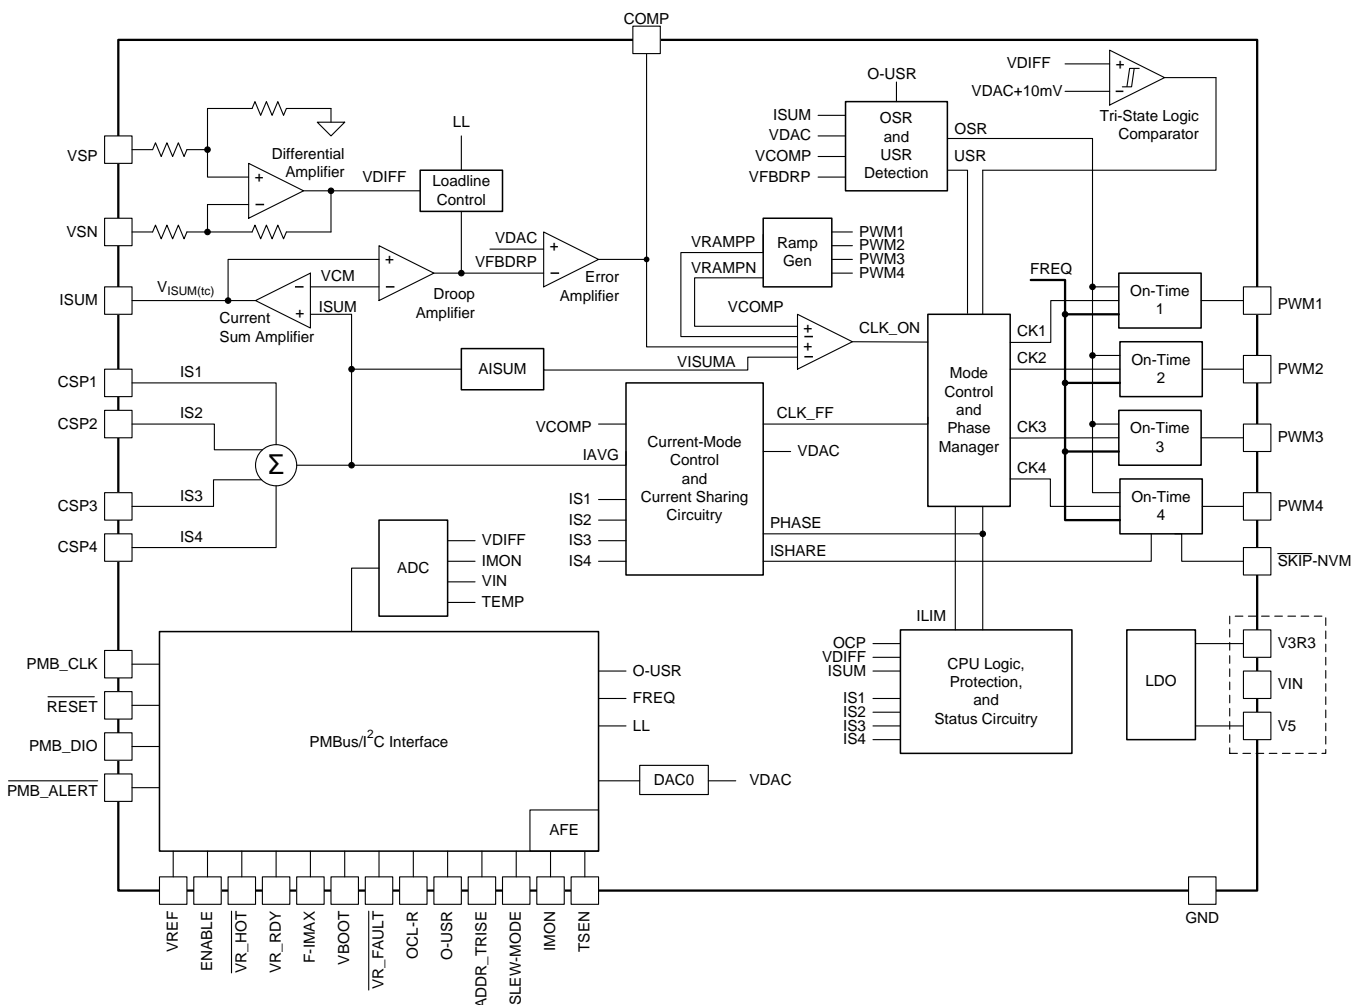 COMP
VDIFF
VDAC+10mV
Tri-State Logic
Comparator
O-USR
ISUM
VDAC
VCOMP
VFBDRP
OSR
and
USR
Detection
OSR
USR
LL
VSP
Differential
Amplifier
VDIFF
Loadline
Control
VSN
VDAC
VFBDRP
Error
Amplifier
VRAMPP
VRAMPN
Ramp
Gen
PWM1
PWM2
PWM3
PWM4
FREQ
ISUM
VISUM(tc)
VCM
ISUM
Current
Sum Amplifier
Droop
Amplifier
VCOMP
CLK_ON
CK1
CK2
CK3
CK4
On-Time
1
On-Time
2
On-Time
3
On-Time
4
PWM1
PWM2
PWM3
PWM4
SKIP-NVM
AISUM
VISUMA
Mode
Control
and
Phase
Manager
CSP1
IS1
CSP2
IS2
CSP3
IS3
CSP4
IS4
Σ
VCOMP
IAVG
IS1
IS2
IS3
IS4
Current-Mode
Control
and
Current Sharing
Circuitry
CLK_FF
VDAC
PHASE
ISHARE
ADC
VDIFF
IMON
VIN
TEMP
ILIM
OCP
VDIFF
ISUM
IS1
IS2
IS3
IS4
CPU Logic,
Protection,
and
Status Circuitry
LDO
V3R3
VIN
V5
PMB_CLK
RESET
PMB_DIO
PMB_ALERT
PMBus/I2C Interface
O-USR
FREQ
LL
DAC0
VDAC
AFE
VREF
ENABLE
VR_HOT
VR_RDY
F-IMAX
VBOOT
VR_FAULT
OCL-R
O-USR
ADDR_TRISE
SLEW-MODE
IMON
TSEN
GND